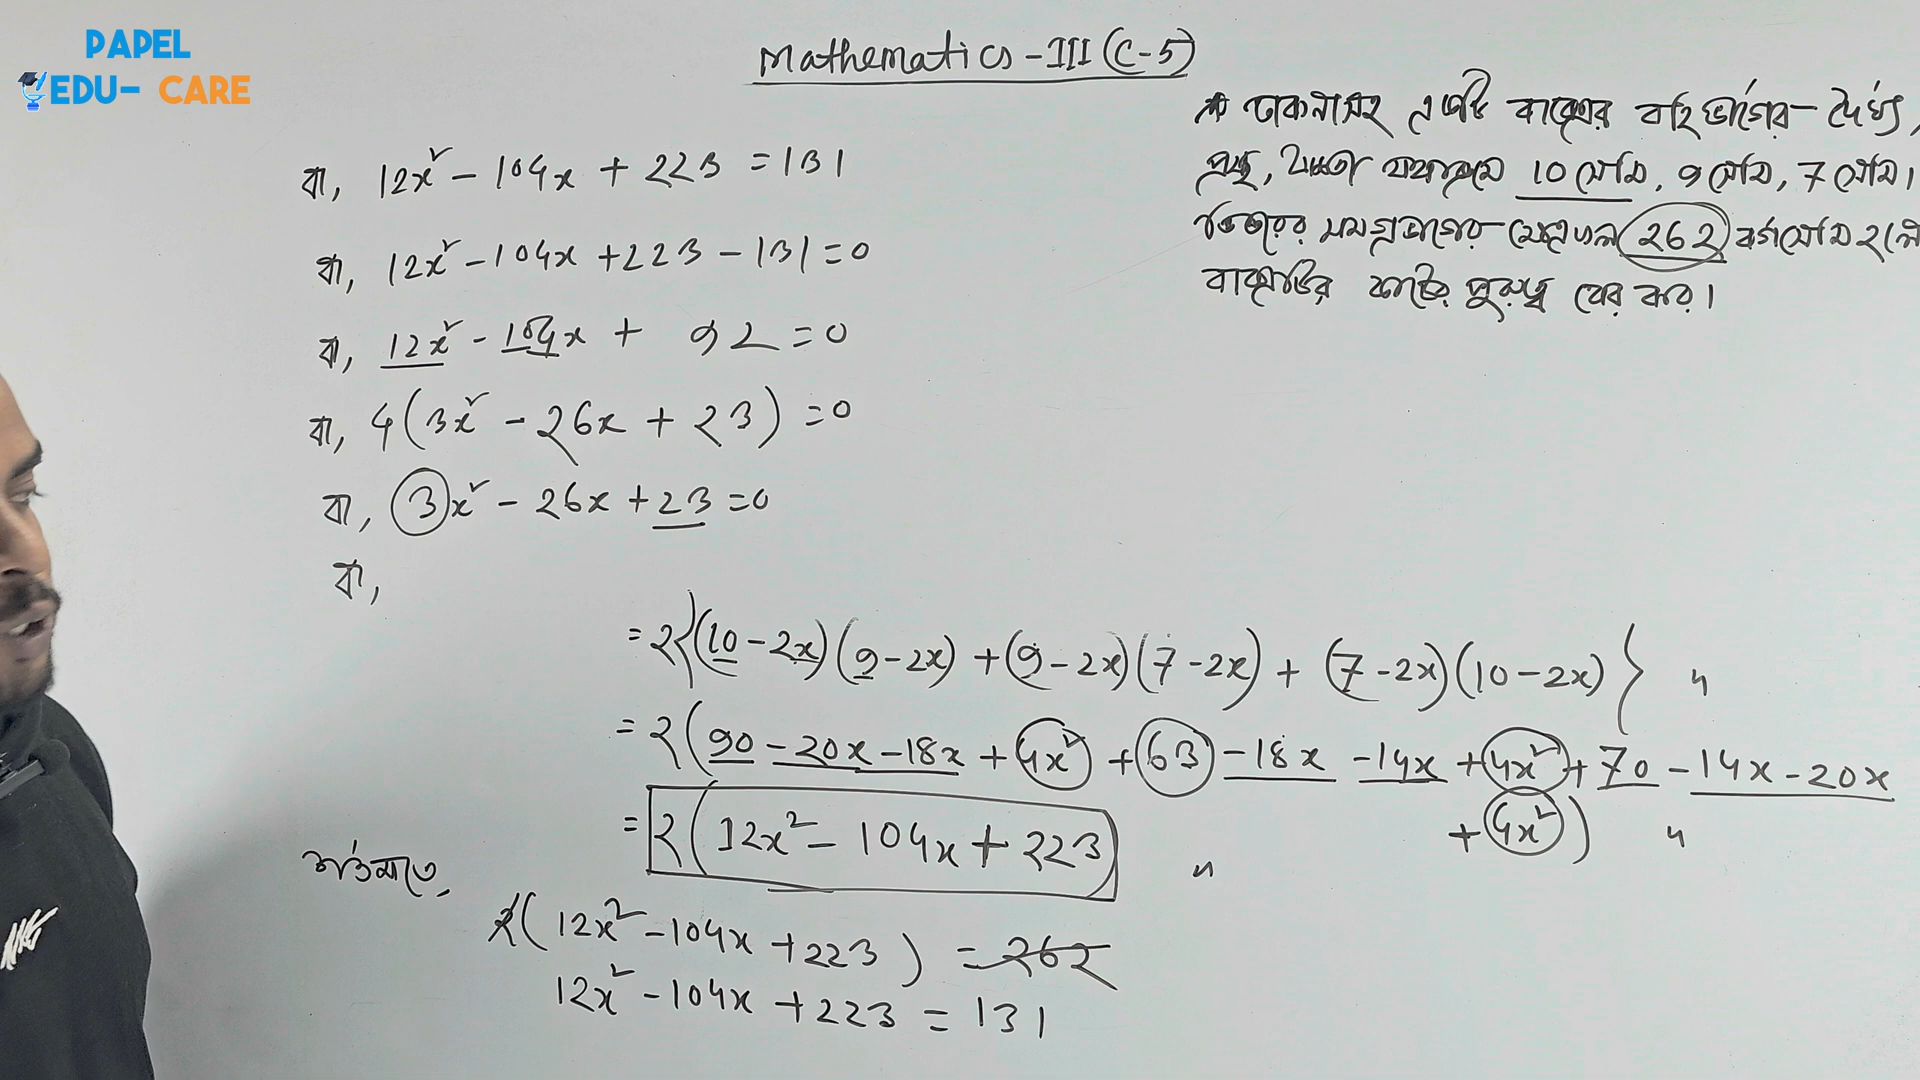 PAPEL
EDU- CARE
Mathematics-III (C-5)
* ঢাকনাসহ একটি বাক্সের বহির্ভাগের দৈর্ঘ্য,
প্রস্থ, উচ্চতা যথাক্রমে 10 সেমি, 9 সেমি, 7 সেমি।
ভিতরের সমগ্রভাগের ক্ষেত্রফল 262 বর্গসেমি হলে
বাক্সটির কাঠের পুরুত্ব বের কর।
বা, 12x² - 104x + 223 = 131
বা, 12x² - 104x + 223 - 131 = 0
বা, 12x² - 104x + 92 = 0
বা, 4(3x² - 26x + 23) = 0
বা, 3x² - 26x + 23 = 0
বা,
= 2{(10-2x)(9-2x) + (9-2x)(7-2x) + (7-2x)(10-2x)} "
= 2(90 - 20x - 18x + 4x² + 63 - 18x - 14x + 4x² + 70 - 14x - 20x
+ 4x²) "
= 2(12x² - 104x + 223) "
শর্তমতে,
2(12x² - 104x + 223) = 262
12x² - 104x + 223 = 131